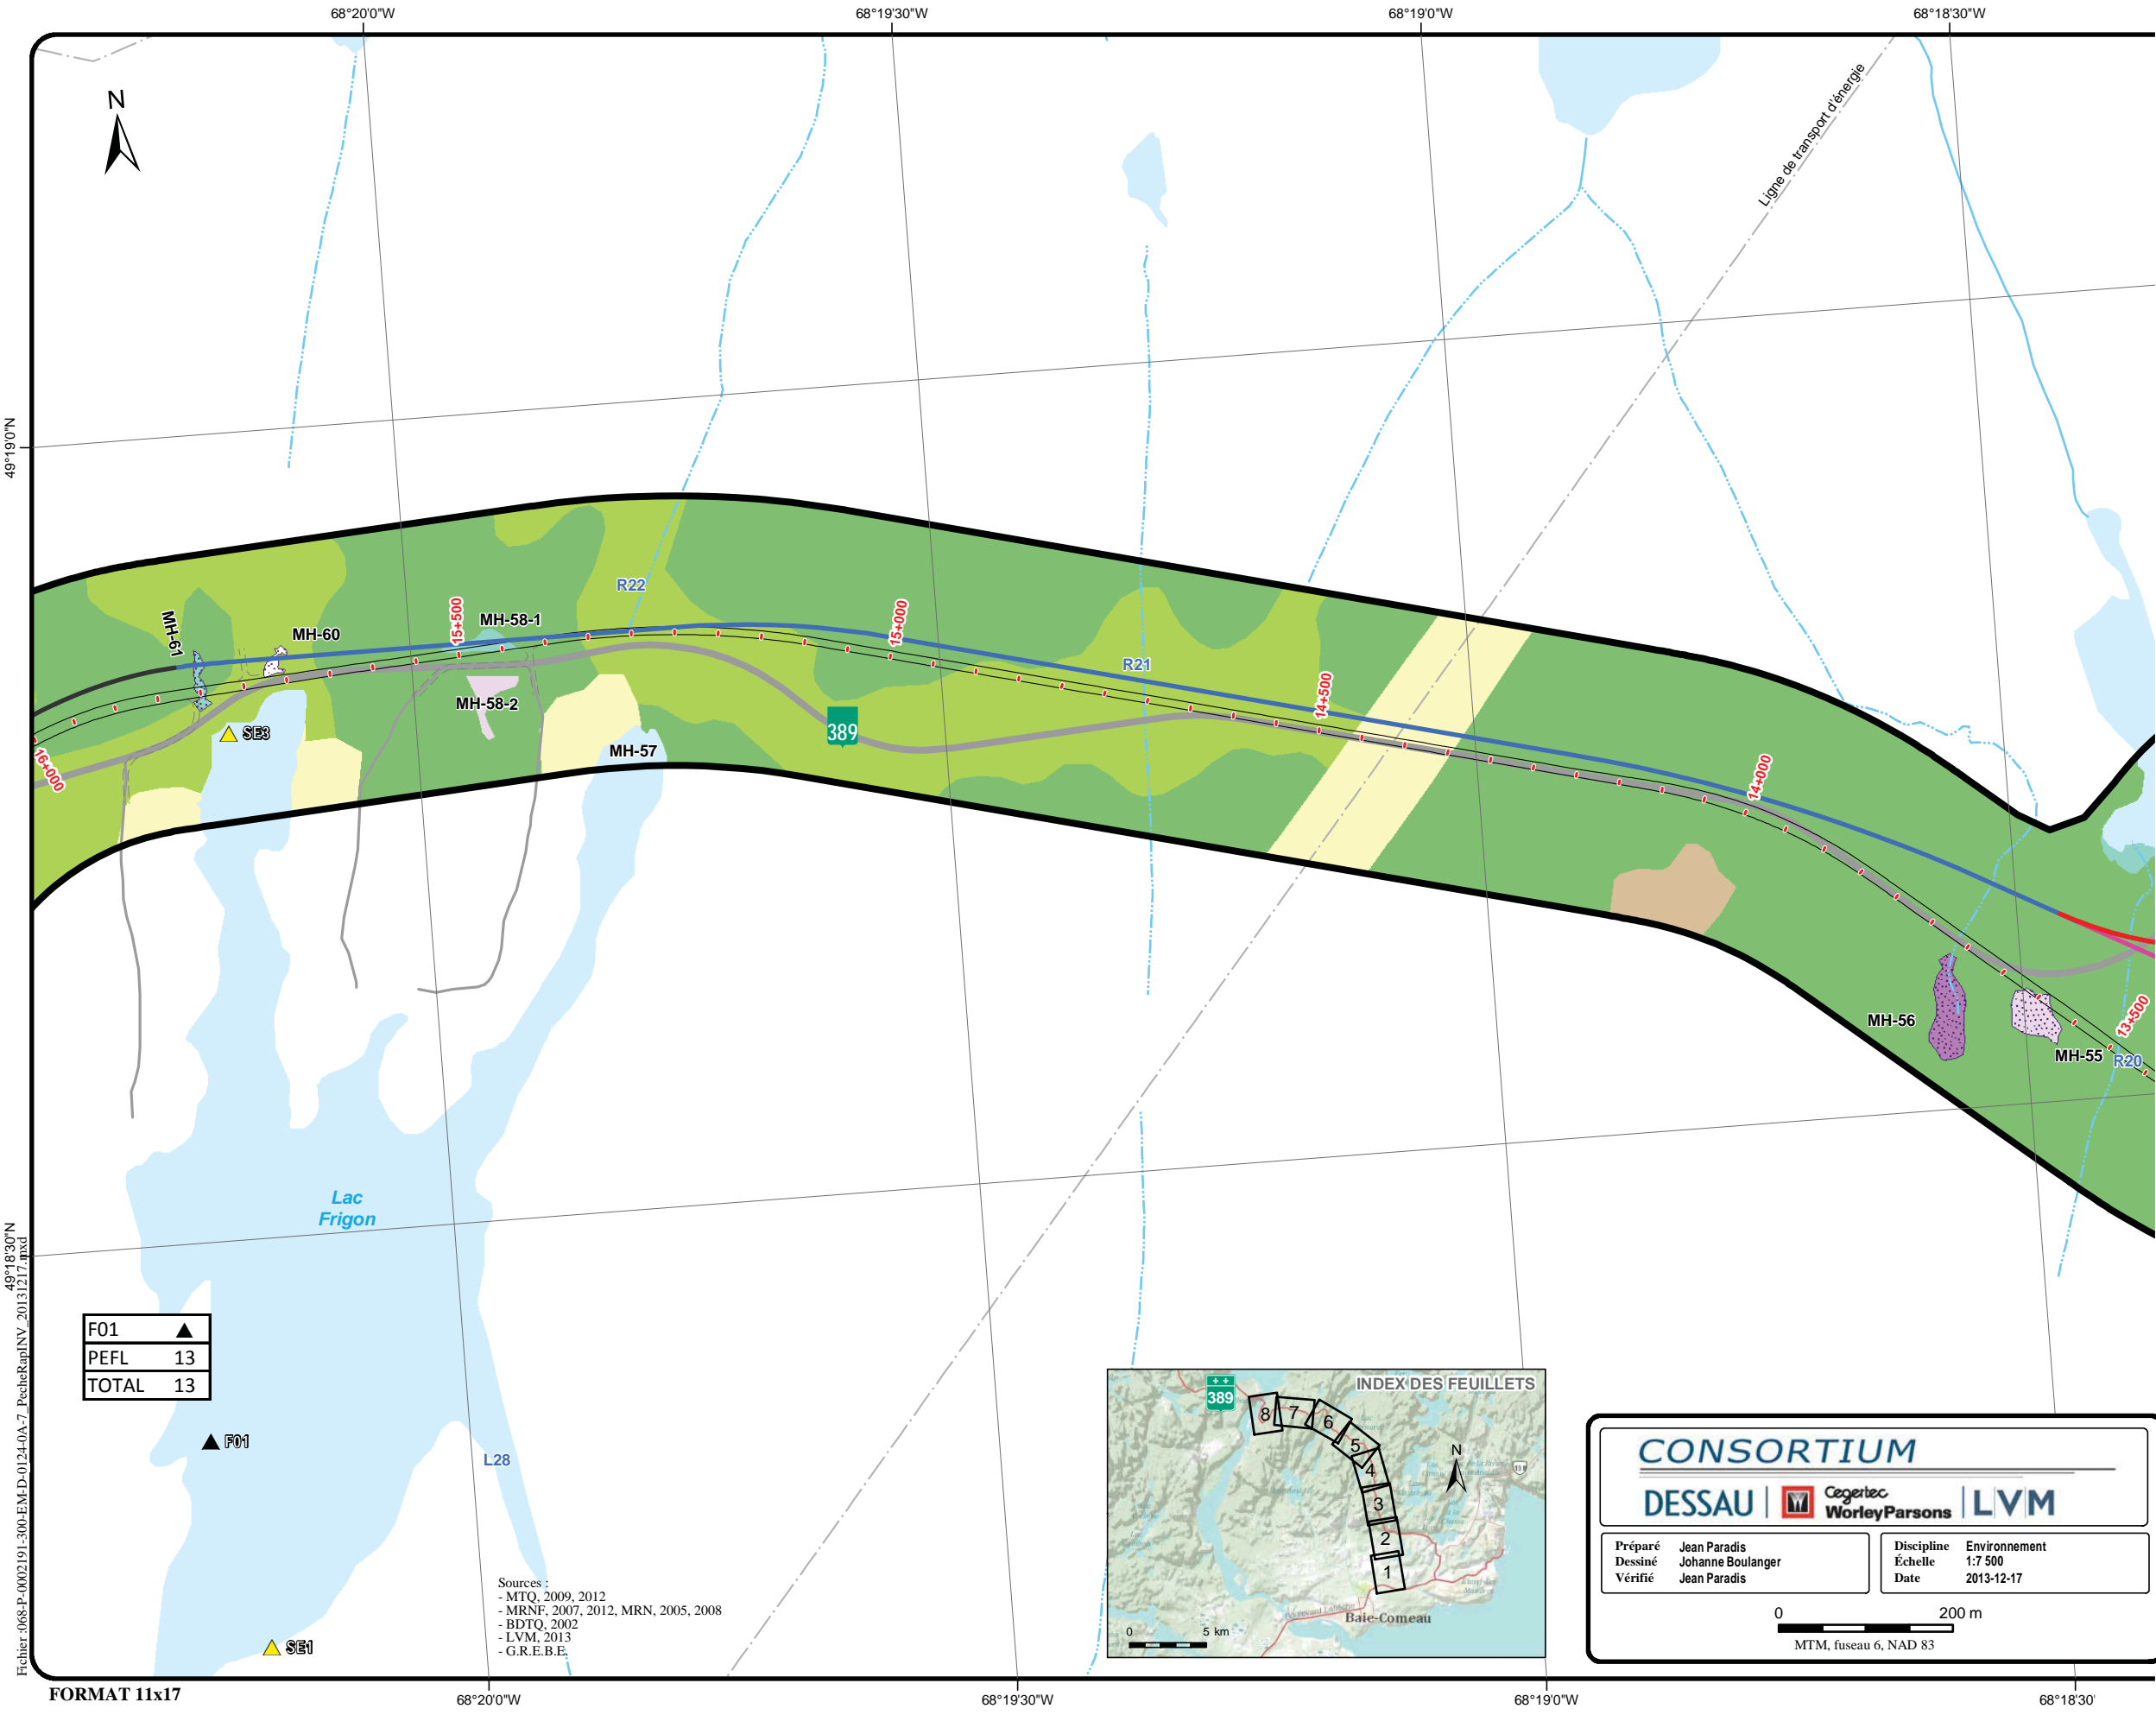 68°20'0"W
68°19'30"W
68°19'0"W
68°18'30"W
N
Ligne de transport d'énergie
49°19'0"N
R22
MH-61
MH-60
15+500
MH-58-1
15+000
R21
MH-58-2
14+500
SE3
389
MH-57
16+000
14+000
MH-56
13+500
MH-55
R20
Lac
Frigon
49°18'30"N
F01
PEFL 13
TOTAL 13
F01
L28
SE1
Sources :
- MTQ, 2009, 2012
- MRNF, 2007, 2012, MRN, 2005, 2008
- BDTQ, 2002
- LVM, 2013
- G.R.E.B.E.
INDEX DES FEUILLETS
389
8
7
6
5
4
3
2
1
N
Baie-Comeau
0 5 km
CONSORTIUM
DESSAU
Cegertec
WorleyParsons
LVM
Préparé Jean Paradis
Dessiné Johanne Boulanger
Vérifié Jean Paradis
Discipline Environnement
Échelle 1:7 500
Date 2013-12-17
0 200 m
MTM, fuseau 6, NAD 83
Fichier :068-P-0002191-300-EM-D-0124-0A-7_PecheRapINV_20131217.mxd
FORMAT 11x17
68°20'0"W
68°19'30"W
68°19'0"W
68°18'30'